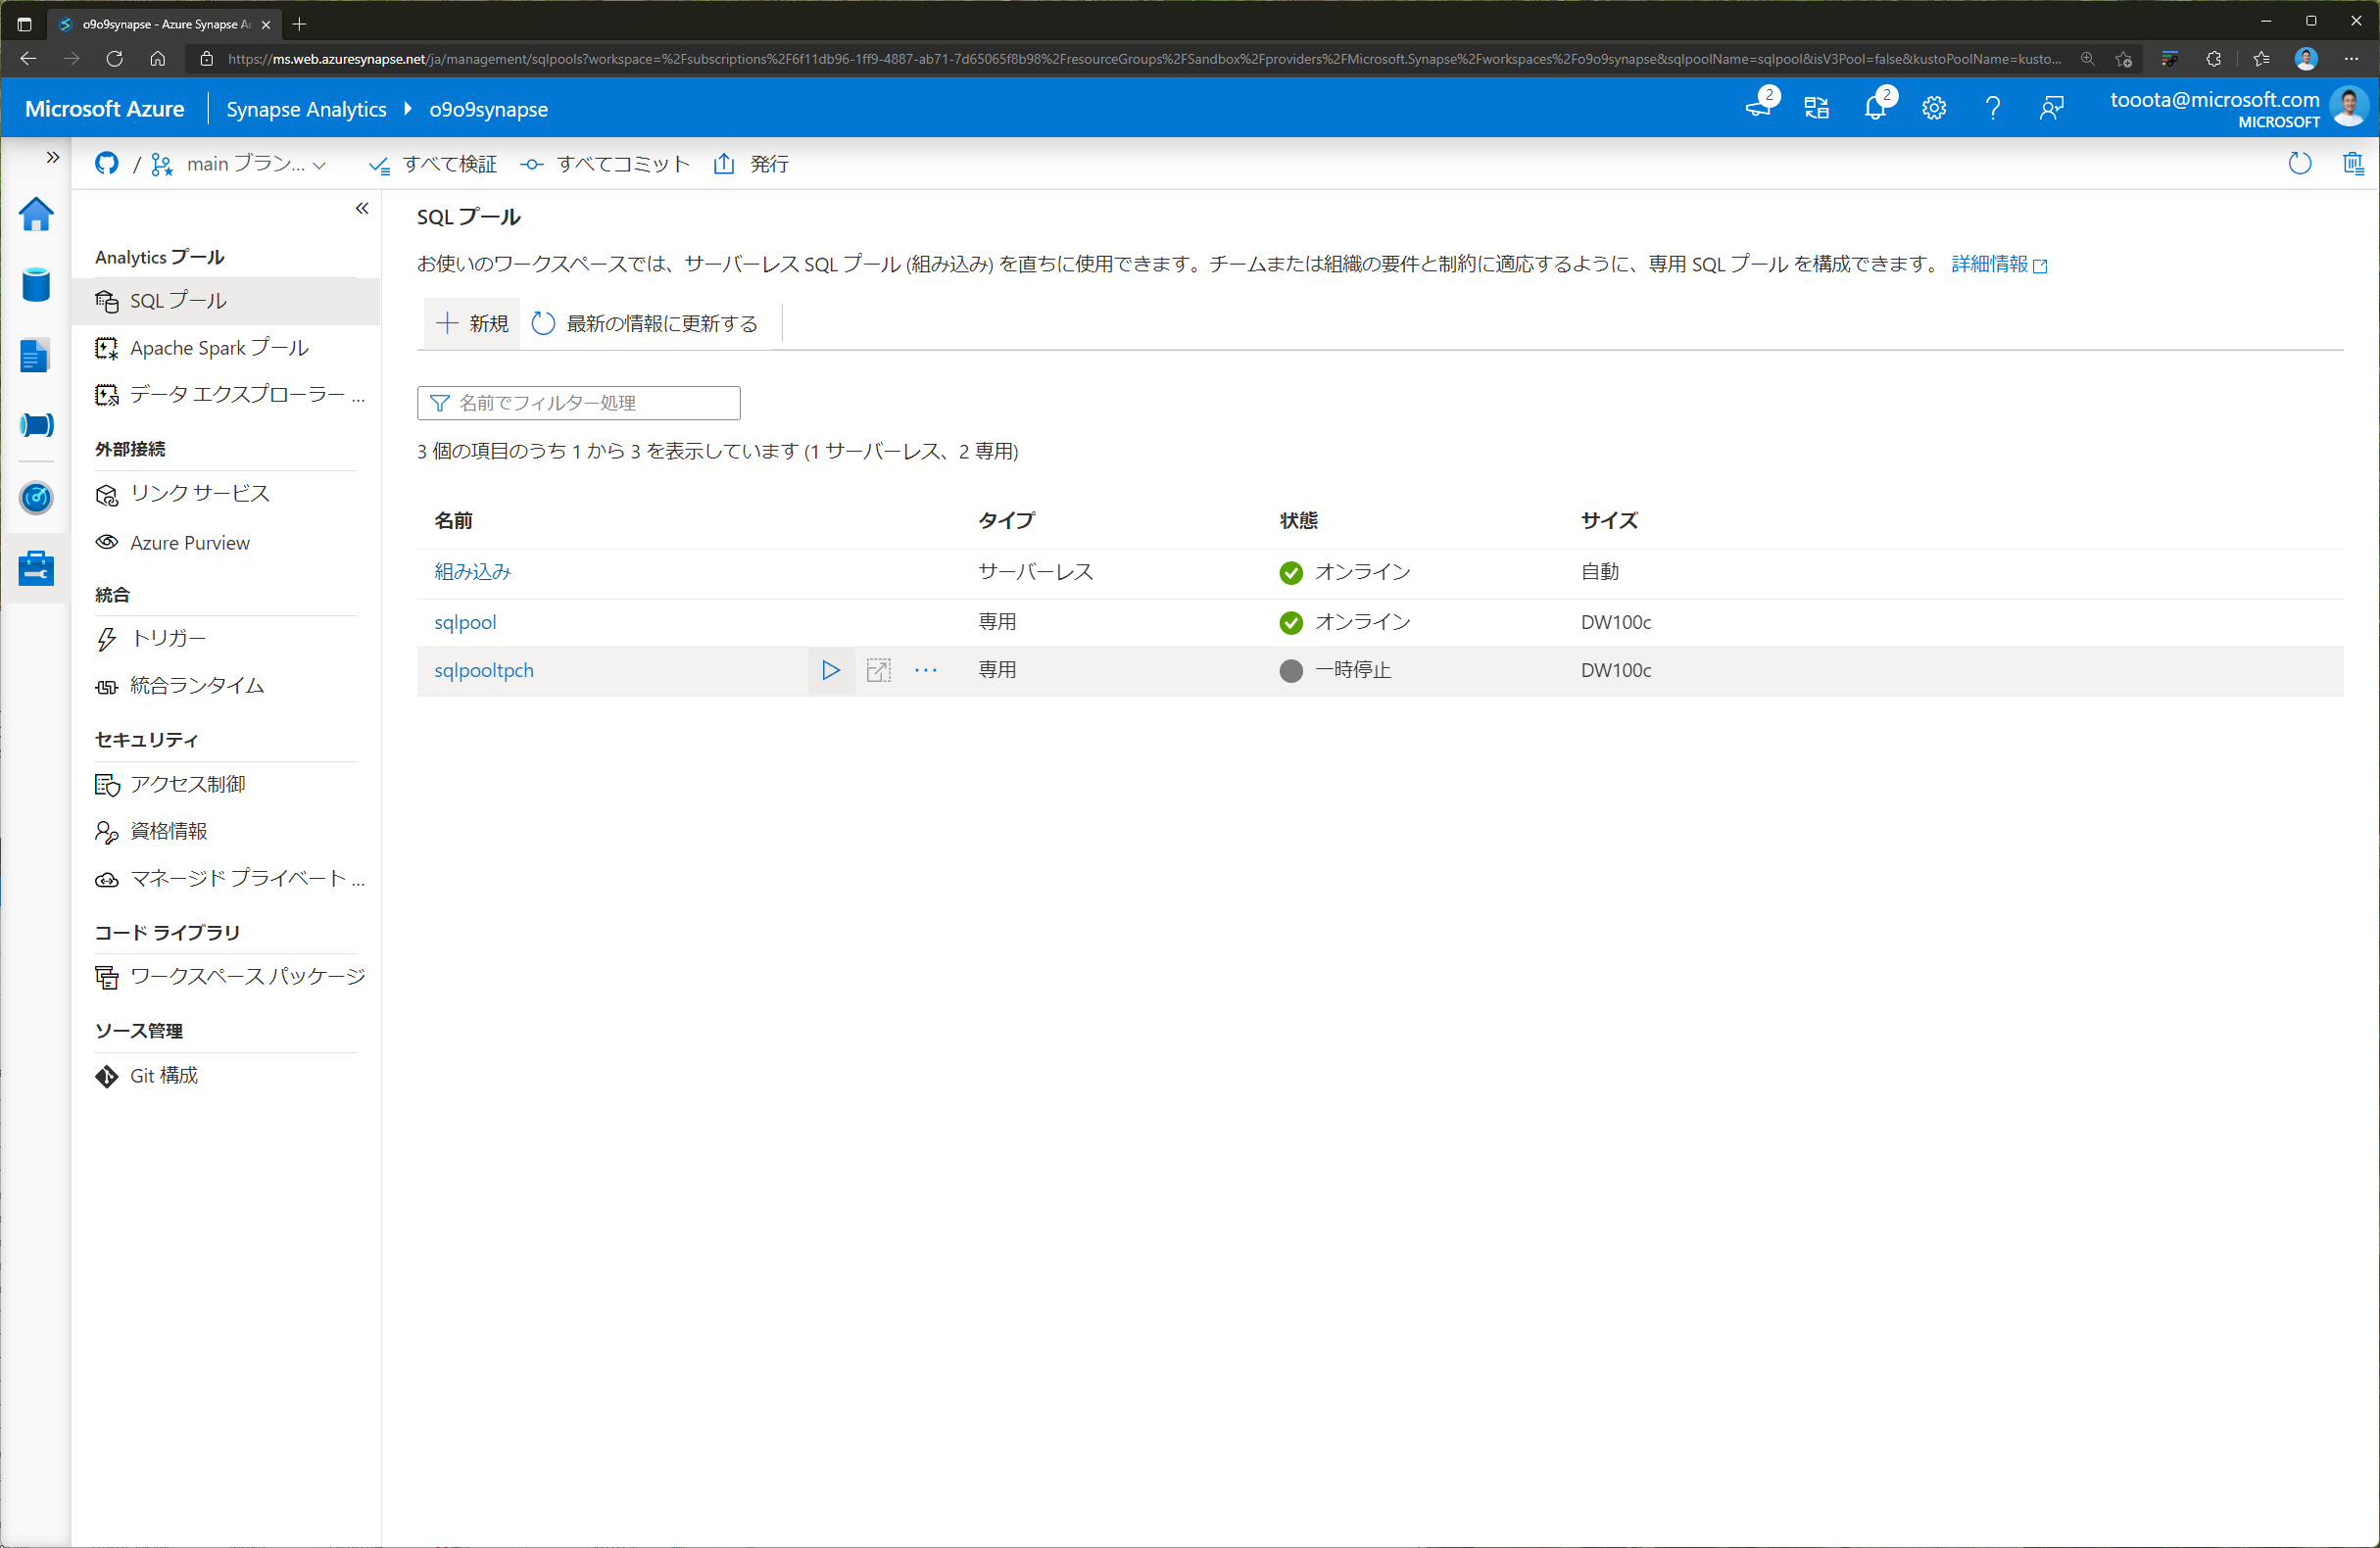 o9o9synapse - Azure Synapse A
https://ms.web.azuresynapse.net/ja/management/sqlpools?workspace=%2Fsubscriptions%2F6f11db96-1ff9-4887-ab71-7d65065f8b98%2FresourceGroups%2FSandbox%2Fproviders%2FMicrosoft.Synapse%2Fworkspaces%2Fo9o9synapse&sqlpoolName=sqlpool&isV3Pool=false&kustoPoolName=kusto...
Microsoft Azure Synapse Analytics o9o9synapse 2 2 tooota@microsoft.com
MICROSOFT
/ main ブラン... すべて検証 すべてコミット 発行
Analytics プール
SQL プール
Apache Spark プール
データ エクスプローラー ...
外部接続
リンク サービス
Azure Purview
統合
トリガー
統合ランタイム
セキュリティ
アクセス制御
資格情報
マネージド プライベート ...
コード ライブラリ
ワークスペース パッケージ
ソース管理
Git 構成
SQL プール
お使いのワークスペースでは、サーバーレス SQL プール (組み込み) を直ちに使用できます。チームまたは組織の要件と制約に適応するように、専用 SQL プール を構成できます。 詳細情報
新規 最新の情報に更新する
名前でフィルター処理
3 個の項目のうち 1 から 3 を表示しています (1 サーバーレス、2 専用)
名前 タイプ 状態 サイズ
組み込み サーバーレス オンライン 自動
sqlpool 専用 オンライン DW100c
sqlpooltpch 専用 一時停止 DW100c